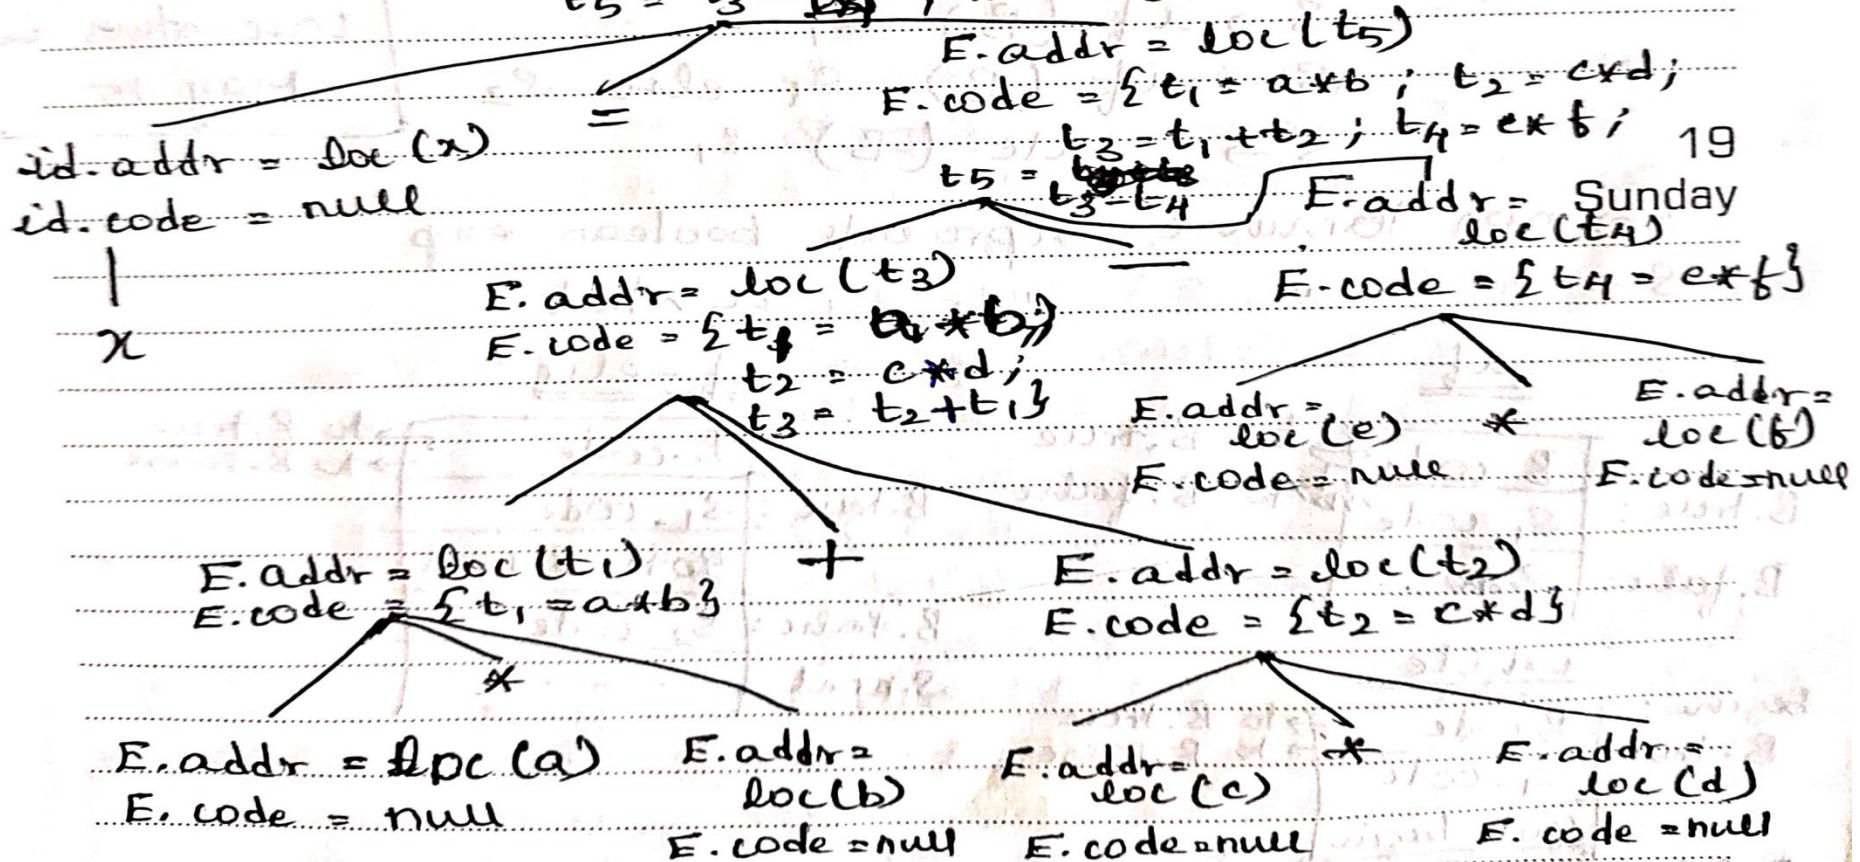 t5 = t3
E.addr = loc(t5)
E.code = { t1 = a*b ; t2 = c*d;
t3 = t1 + t2 ; t4 = e*f;
t5 = t3-t4
=
id.addr = loc(x)
id.code = null
x
19
Sunday
E.addr =
loc(t4)
E.code = { t4 = e*f}
E.addr = loc(t3)
—
E.code = { t1 = a * b;
t2 = c*d;
t3 = t2+t1}
E.addr =
loc(e)
E.code = null
*
E.addr =
loc(f)
E.code=null
E.addr = loc(t1)
E.code = { t1 = a*b}
+
E.addr = loc(t2)
E.code = {t2 = c*d}
*
E.addr = loc(a)
E.code = null
E.addr =
loc(b)
E.code = null
E.addr=
loc(c)
E.code=null
*
E.addr =
loc(d)
E.code = null